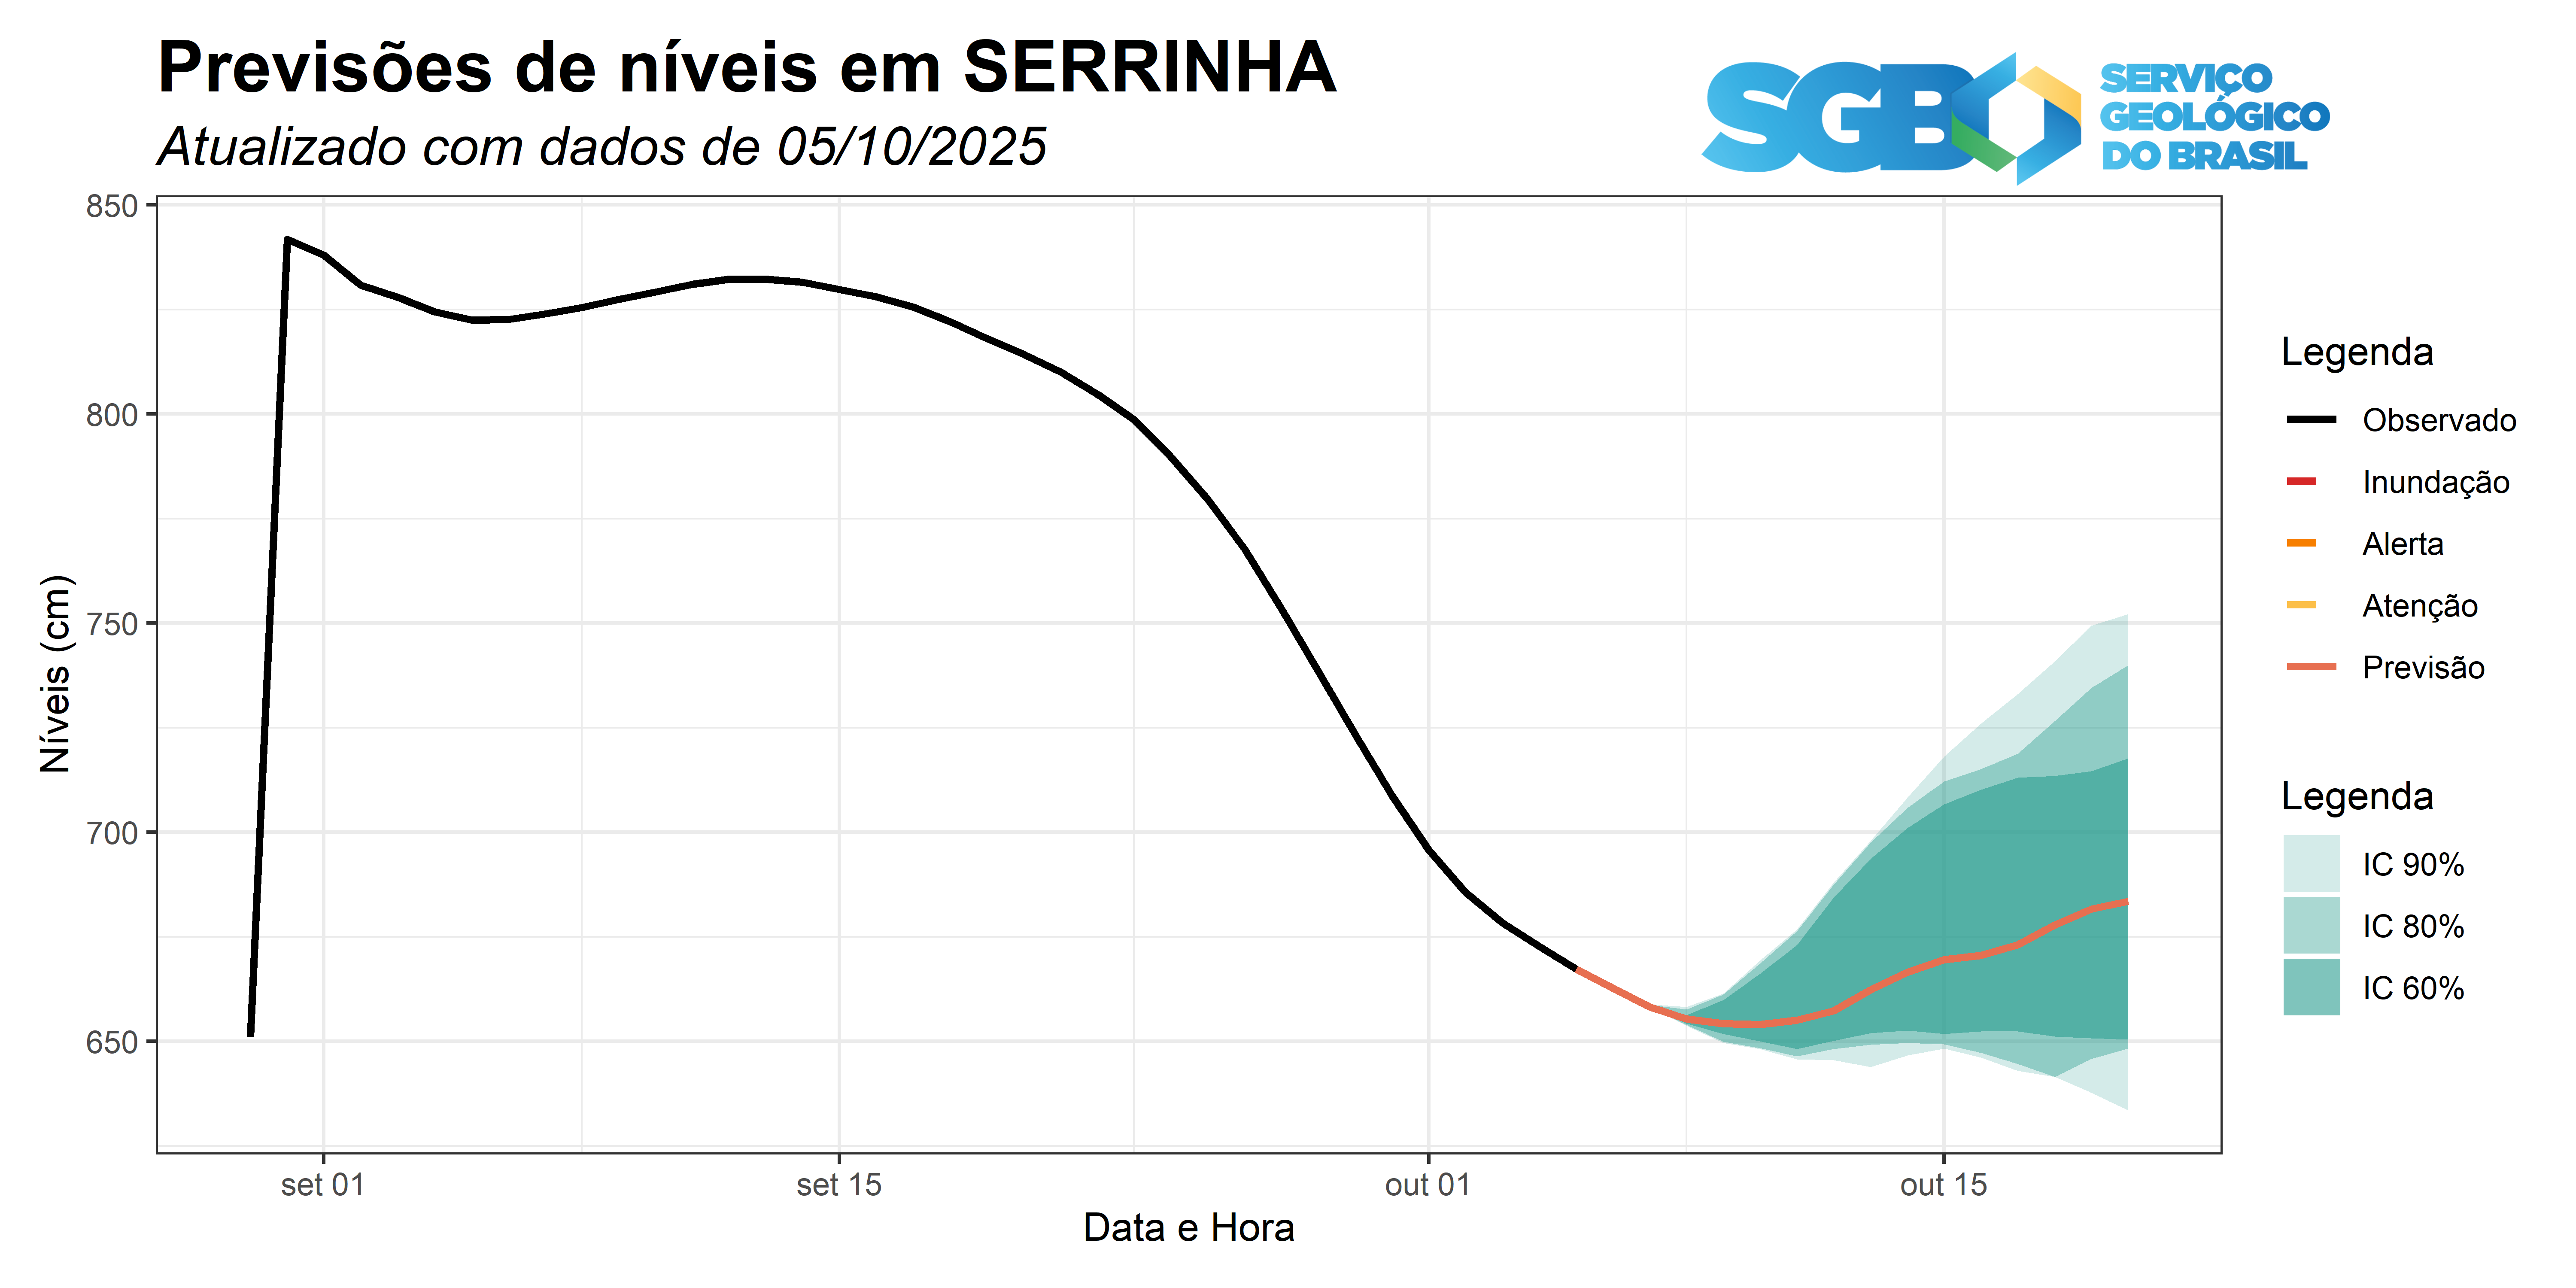 Previsões de níveis em SERRINHA
Atualizado com dados de 05/10/2025
SGB
SERVIÇO
GEOLÓGICO
DO BRASIL
850
800
750
700
650
Níveis (cm)
set 01
set 15
out 01
out 15
Data e Hora
Legenda
Observado
Inundação
Alerta
Atenção
Previsão
Legenda
IC 90%
IC 80%
IC 60%